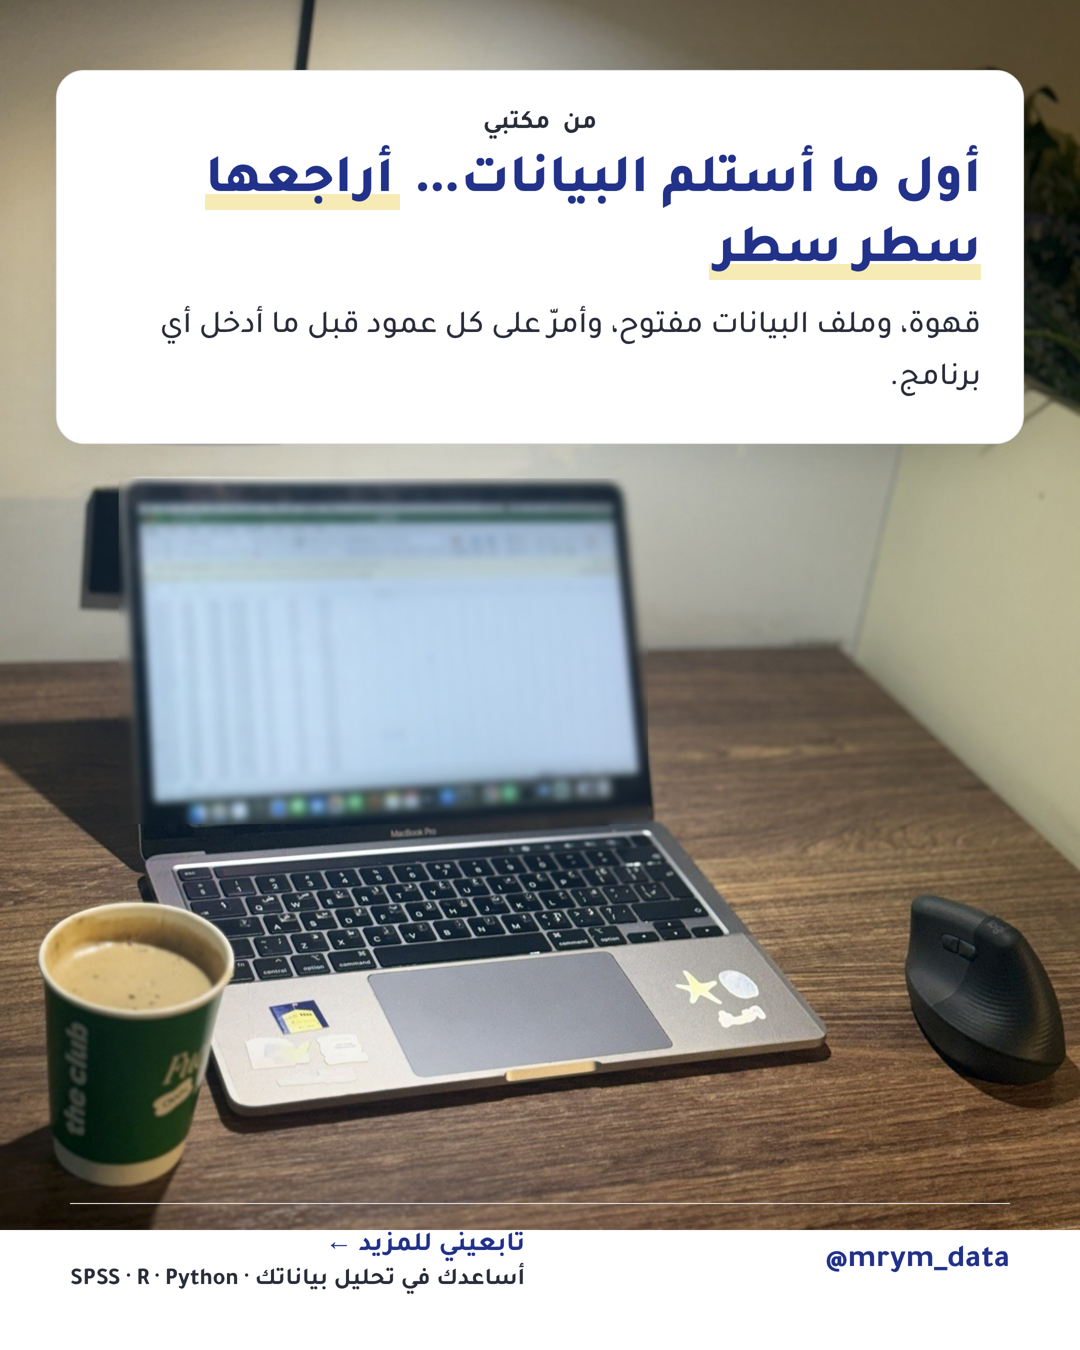 من مكتبي
أول ما أستلم البيانات... أراجعها
سطر سطر
قهوة، وملف البيانات مفتوح، وأمرّ على كل عمود قبل ما أدخل أي
برنامج.
MacBook Pro
the club
تابعيني للمزيد ←
أساعدك في تحليل بياناتك · SPSS · R · Python
@mrym_data